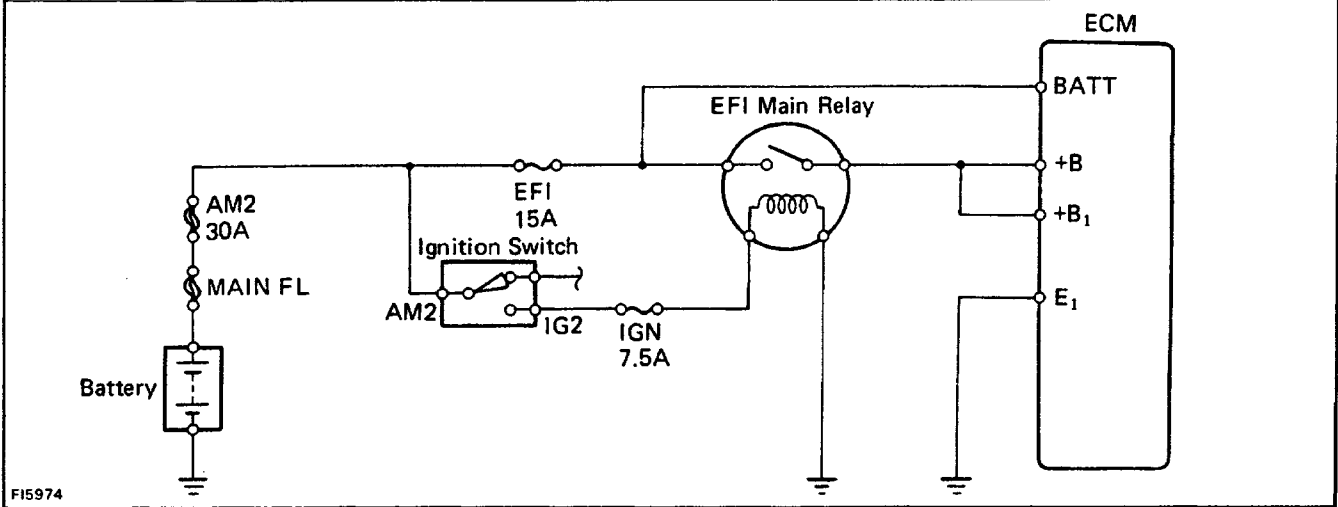 ECM
BATT
EFI Main Relay
+B
+B₁
E₁
EFI
15A
AM2
30A
MAIN FL
Ignition Switch
AM2
IG2
IGN
7.5A
Battery
FI5974